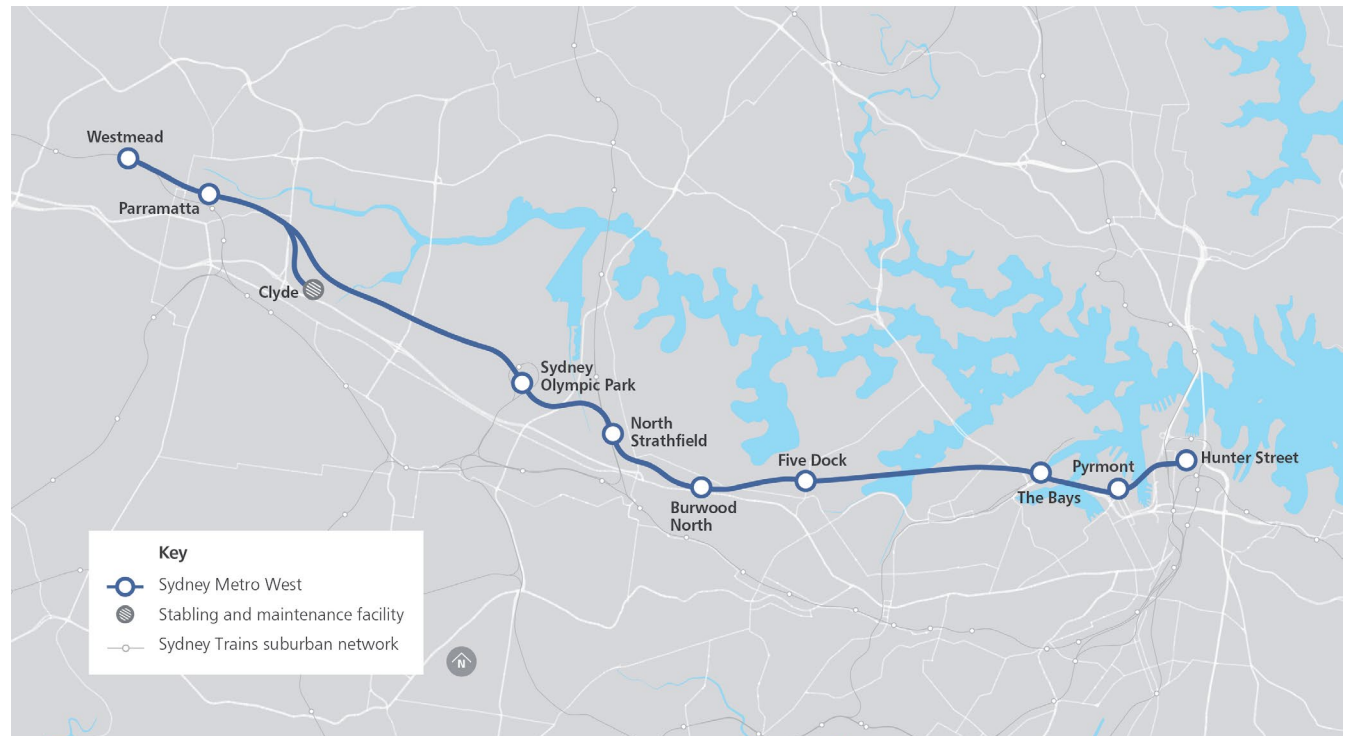 Westmead
Parramatta
Clyde
Sydney
Olympic Park
North
Strathfield
Burwood
North
Five Dock
The Bays
Pyrmont
Hunter Street
Key
Sydney Metro West
Stabling and maintenance facility
Sydney Trains suburban network
N